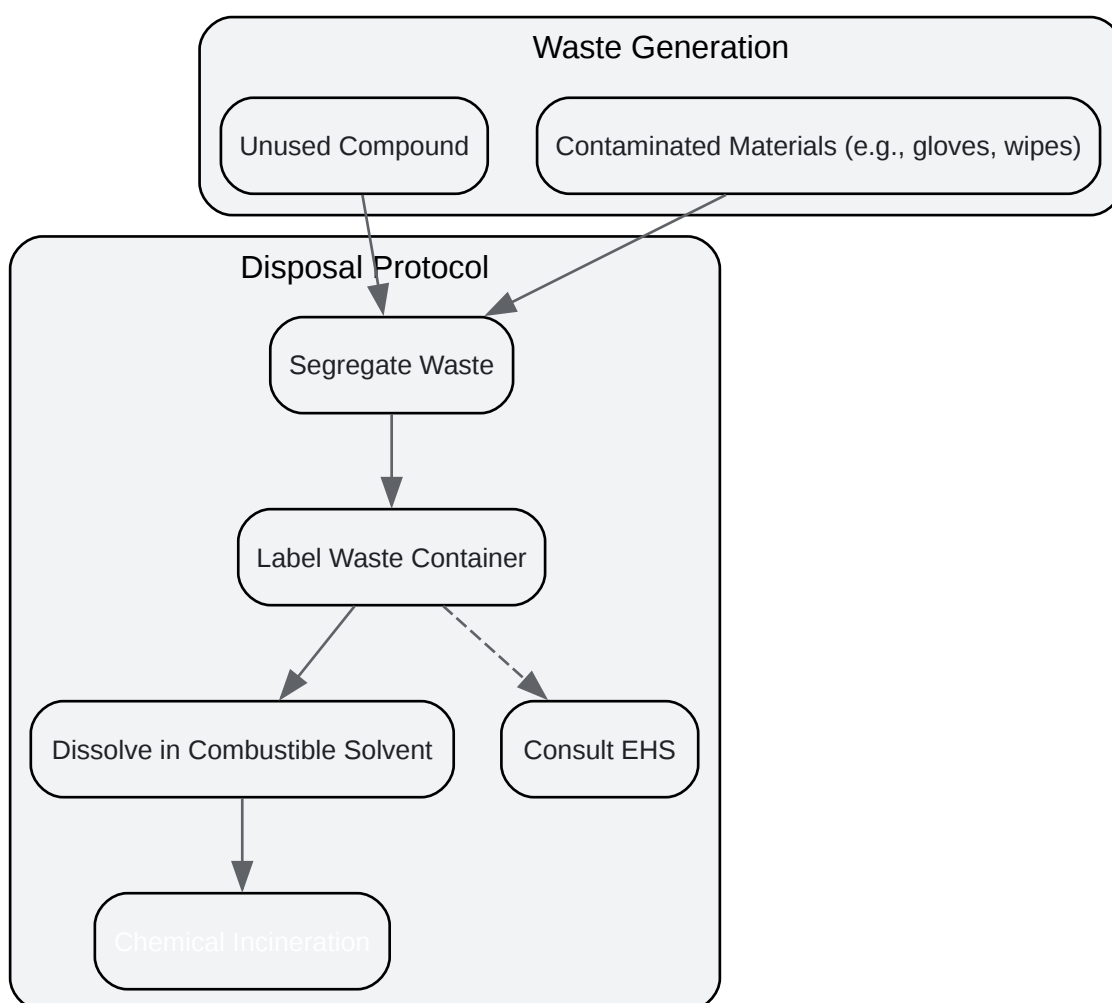 Waste Generation
Unused Compound
Contaminated Materials (e.g., gloves, wipes)
Disposal Protocol
Segregate Waste
Label Waste Container
Dissolve in Combustible Solvent
Consult EHS
Chemical Incineration